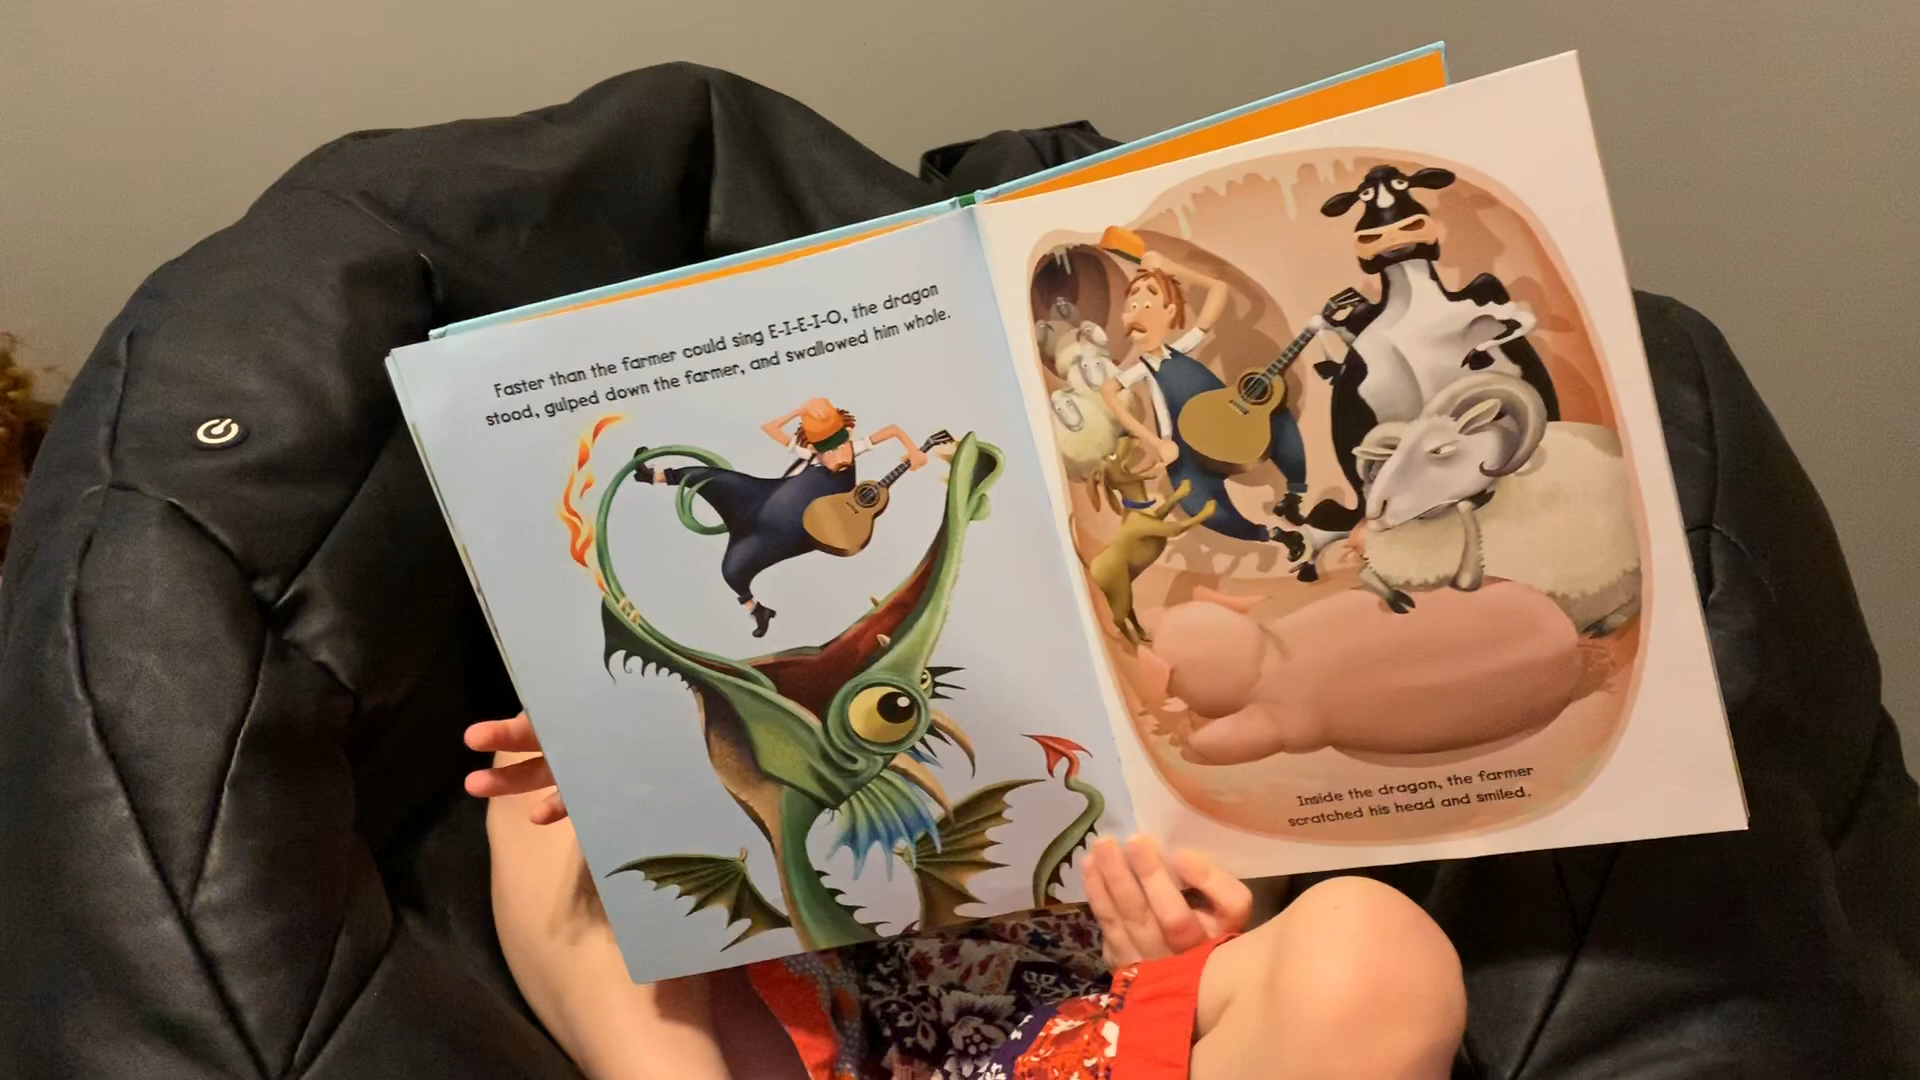 Faster than the farmer could sing E-I-E-I-O, the dragon
stood, gulped down the farmer, and swallowed him whole.
Inside the dragon, the farmer
scratched his head and smiled.